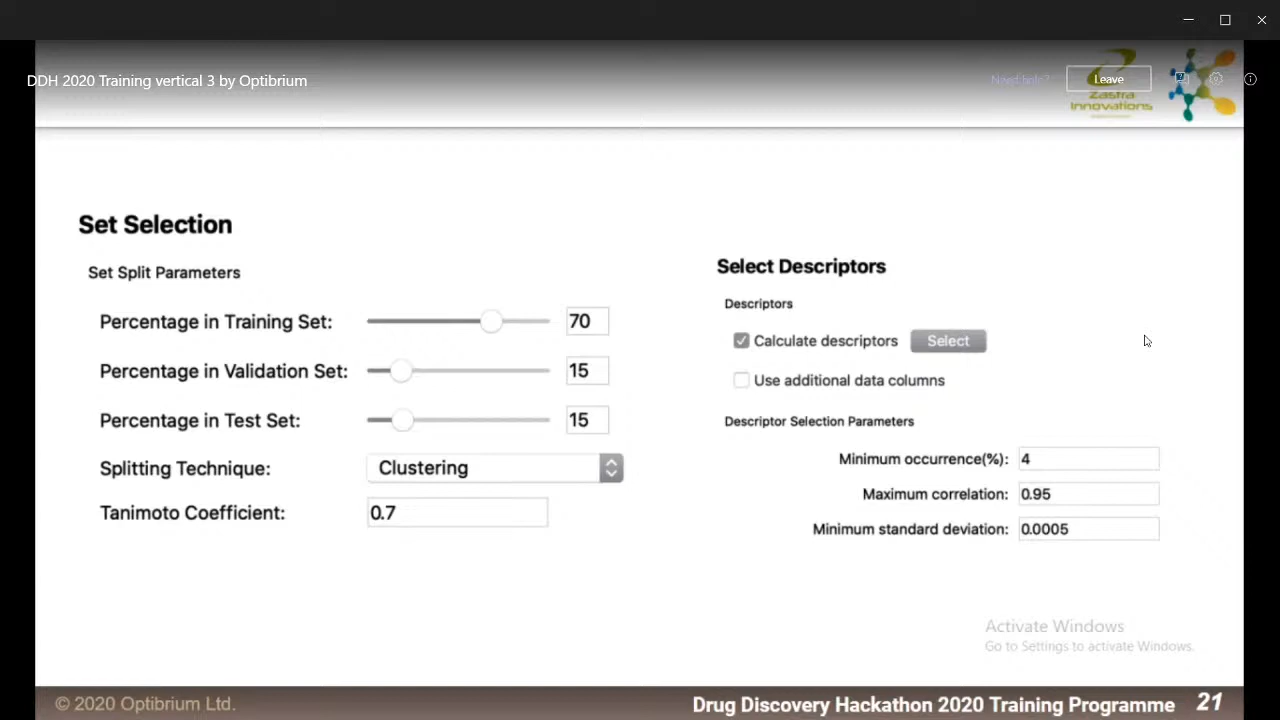 DDH 2020 Training vertical 3 by Optibrium
Need help?
Leave
Zastra
Innovations
Set Selection
Set Split Parameters
Percentage in Training Set: 70
Percentage in Validation Set: 15
Percentage in Test Set: 15
Splitting Technique: Clustering
Tanimoto Coefficient: 0.7
Select Descriptors
Descriptors
Calculate descriptors Select
Use additional data columns
Descriptor Selection Parameters
Minimum occurrence(%): 4
Maximum correlation: 0.95
Minimum standard deviation: 0.0005
Activate Windows
Go to Settings to activate Windows.
© 2020 Optibrium Ltd.
Drug Discovery Hackathon 2020 Training Programme 21